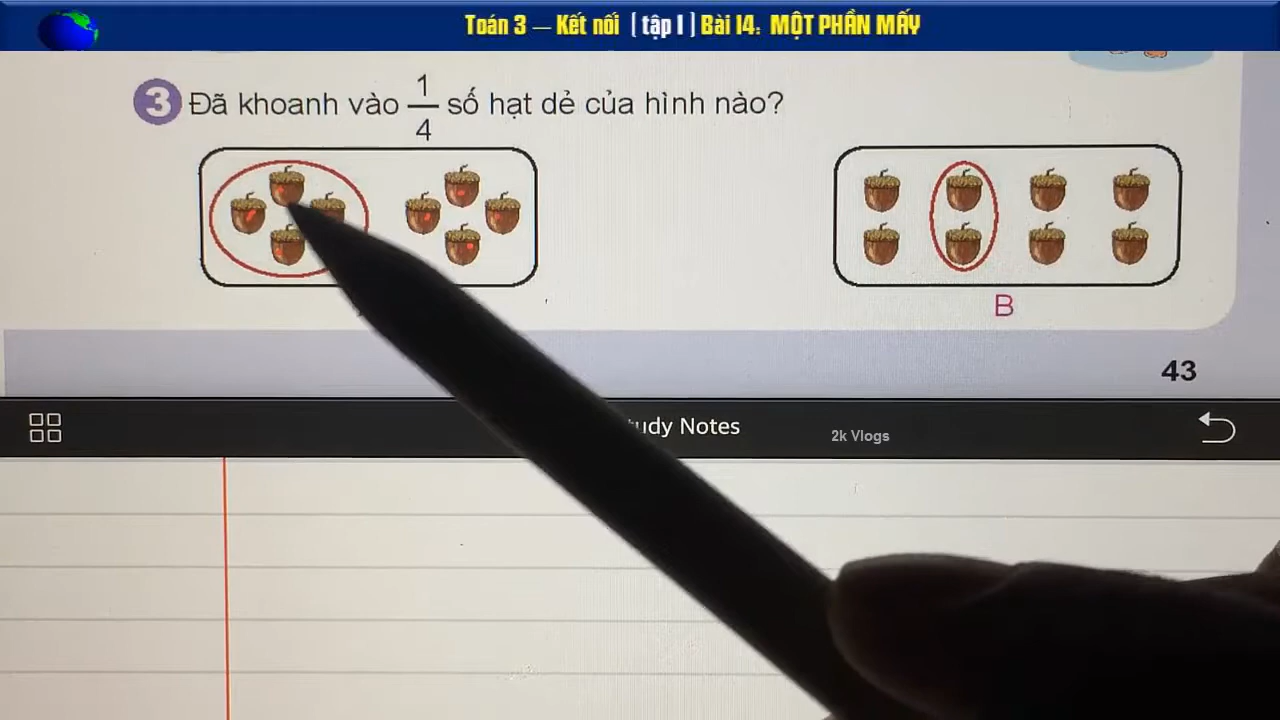 Toán 3 – Kết nối [ tập 1 ] Bài 14: MỘT PHẦN MẤY
3 Đã khoanh vào 1/4 số hạt dẻ của hình nào?
B
43
Notes
2k Vlogs